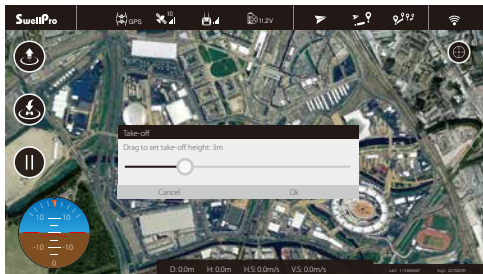 SwellPro
GPS
10
11.2V
Take-off
Drag to set take-off height: 3m
Cancel
Ok
10
10
-10
-10
0
D: 0.0m H: 0.0m H.S: 0.0m/s V.S: 0.0m/s